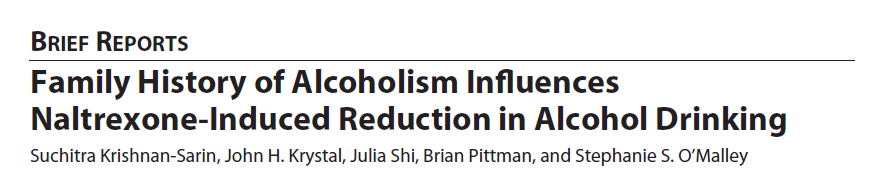 BRIEF REPORTS
Family History of Alcoholism Influences
Naltrexone-Induced Reduction in Alcohol Drinking
Suchitra Krishnan-Sarin, John H. Krystal, Julia Shi, Brian Pittman, and Stephanie S. O’Malley